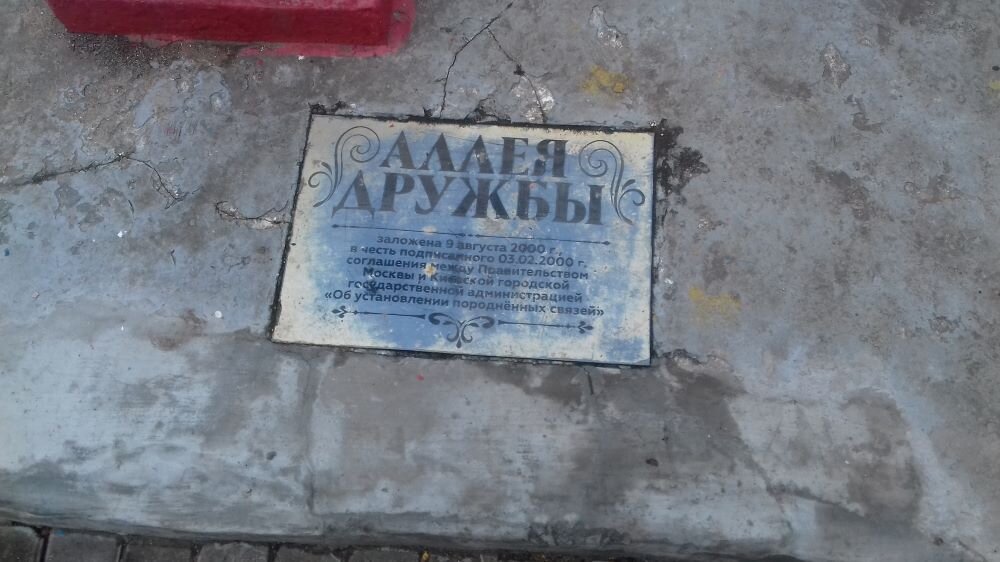 АЛЛЕЯ
ДРУЖБЫ
заложена 9 августа 2000 г.
в честь подписанного 03.02.2000 г.
соглашения между Правительством
Москвы и Киевской городской
государственной администрацией
«Об установлении породнённых связей»